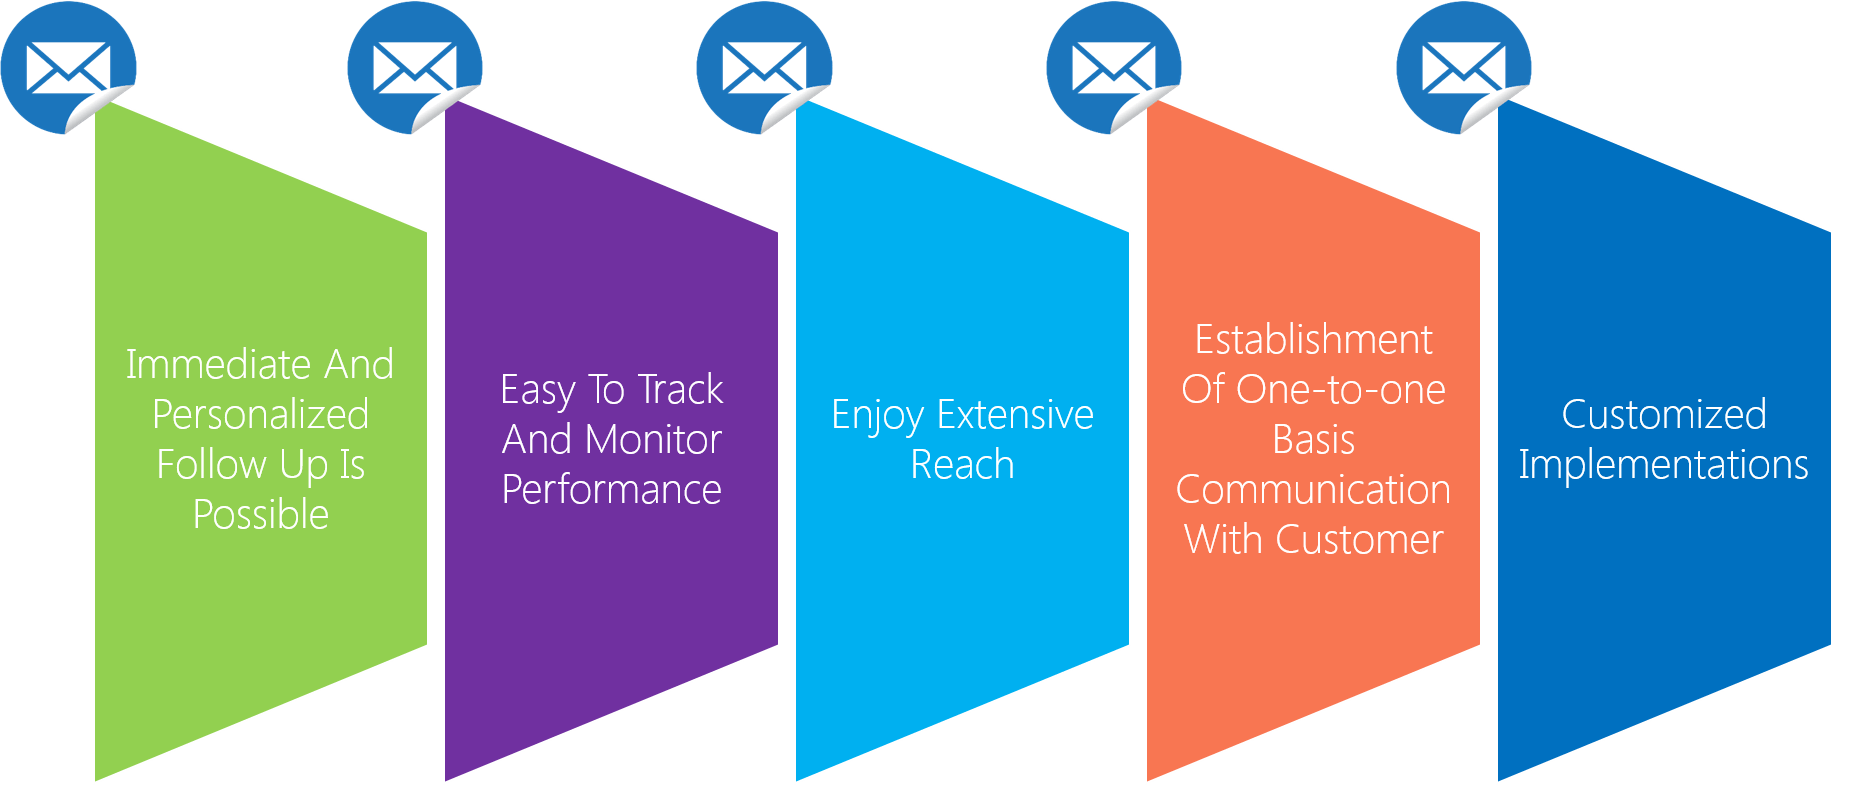 Immediate And
Personalized
Follow Up Is
Possible
Easy To Track
And Monitor
Performance
Enjoy Extensive
Reach
Establishment
Of One-to-one
Basis
Communication
With Customer
Customized
Implementations